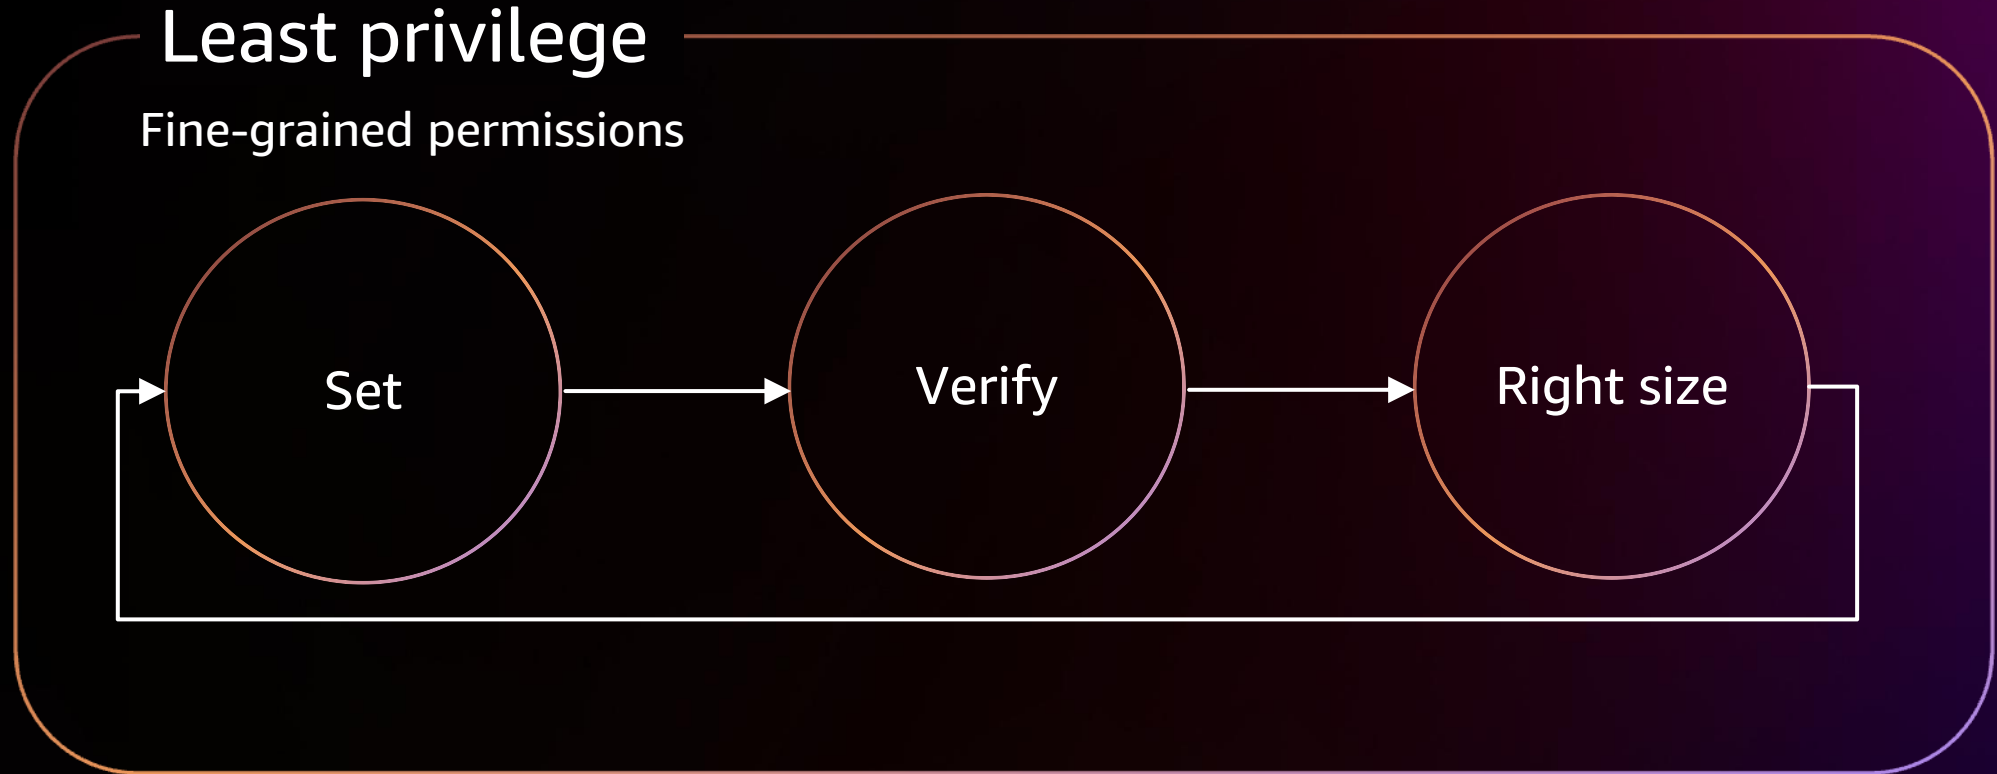 Least privilege
Fine-grained permissions
Set
Verify
Right size